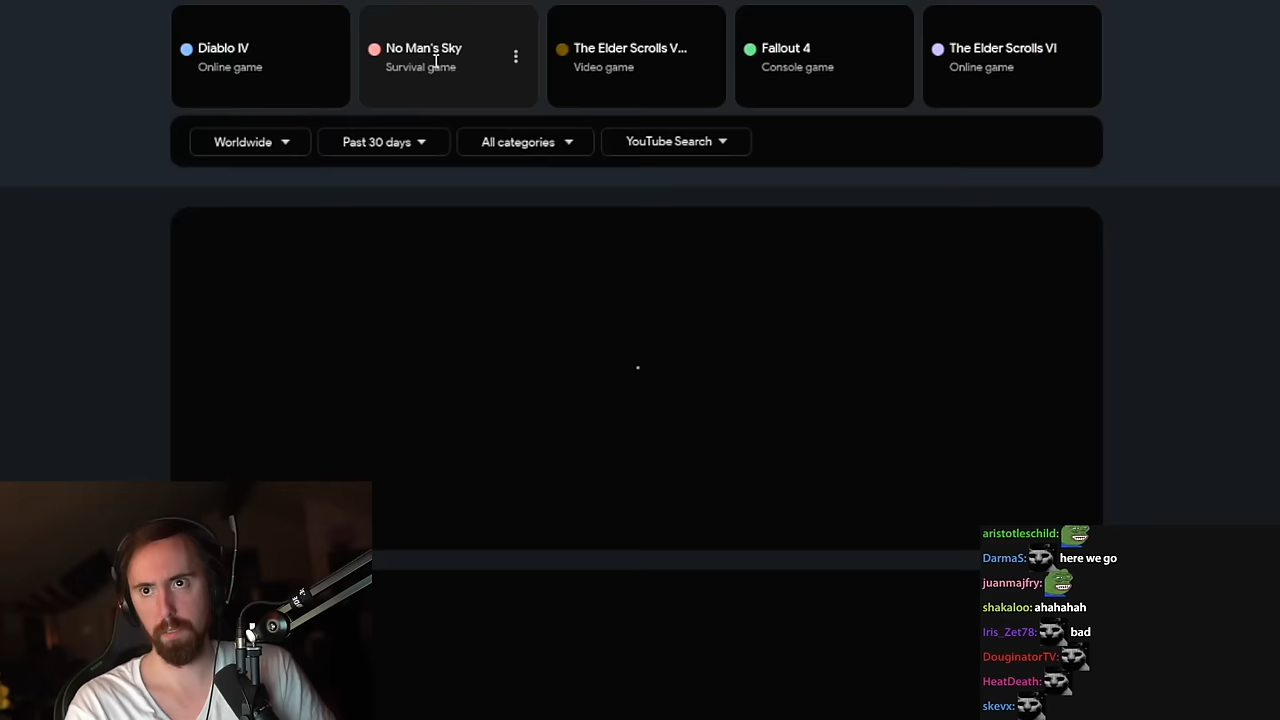 Diablo IV
Online game
No Man's Sky
Survival game
The Elder Scrolls V...
Video game
Fallout 4
Console game
The Elder Scrolls VI
Online game
Worldwide
Past 30 days
All categories
YouTube Search
aristotleschild:
DarmaS: here we go
juanmajfry:
shakaloo: ahahahah
Iris_Zet78: bad
DouginatorTV:
HeatDeath:
skevx: